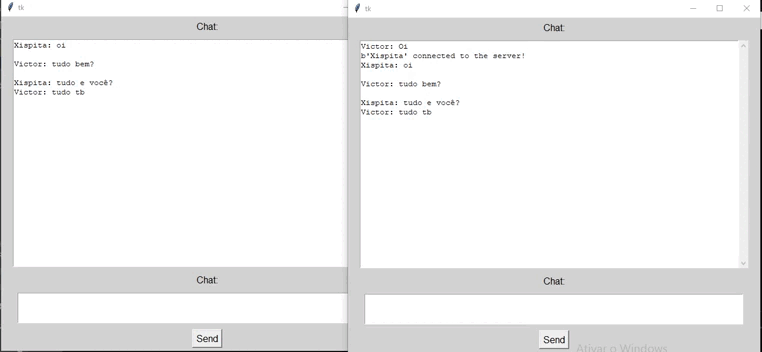 tk
Chat:
Xispita: oi
Victor: tudo bem?
Xispita: tudo e você?
Victor: tudo tb
Chat:
Send
tk
Chat:
Victor: Oi
b'Xispita' connected to the server!
Xispita: oi
Victor: tudo bem?
Xispita: tudo e você?
Victor: tudo tb
Chat:
Send
Ativar o Windows